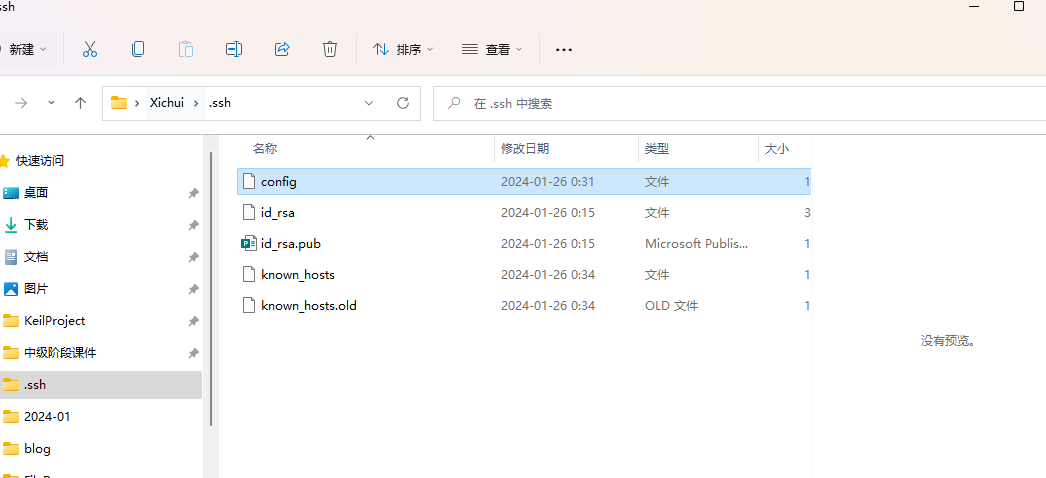 ssh
新建
排序
查看
Xichui
.ssh
在 .ssh 中搜索
名称 修改日期 类型 大小
快速访问
桌面
下载
文档
图片
KeilProject
中级阶段课件
.ssh
2024-01
blog
config 2024-01-26 0:31 文件 1
id_rsa 2024-01-26 0:15 文件 3
id_rsa.pub 2024-01-26 0:15 Microsoft Publis... 1
known_hosts 2024-01-26 0:34 文件 1
known_hosts.old 2024-01-26 0:34 OLD 文件 1
没有预览。